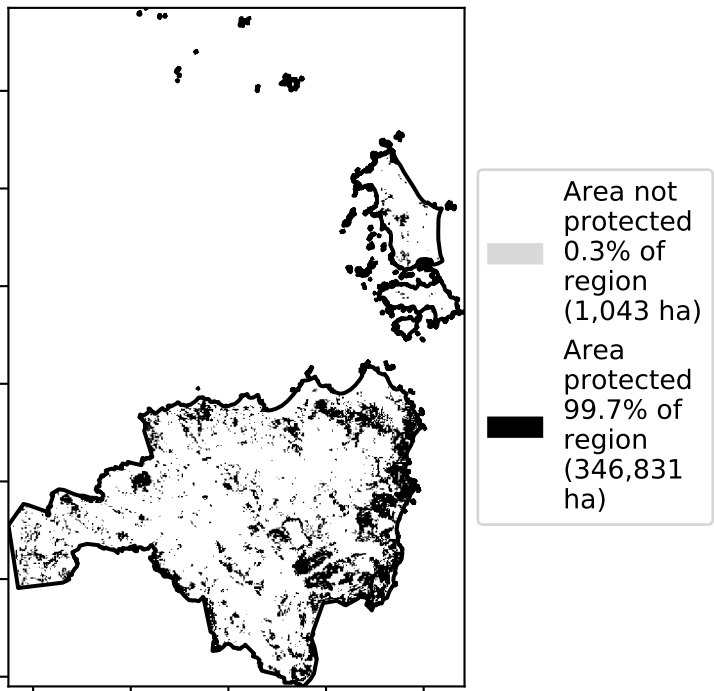 Area not
protected
0.3% of
region
(1,043 ha)
Area
protected
99.7% of
region
(346,831
ha)